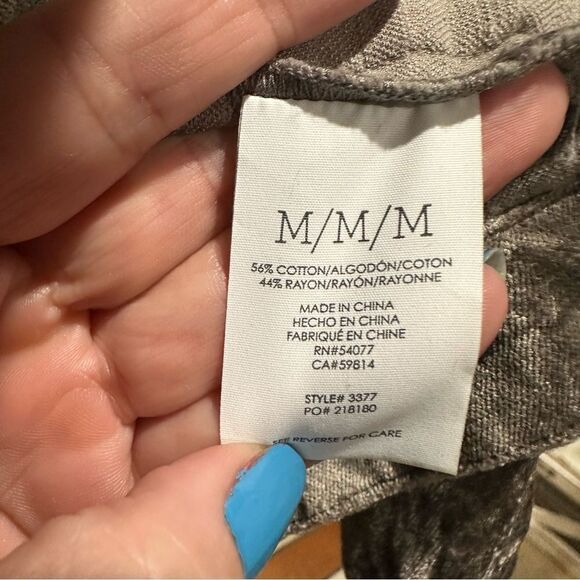 M/M/M
56% COTTON/ALGODÓN/COTON
44% RAYON/RAYÓN/RAYONNE
MADE IN CHINA
HECHO EN CHINA
FABRIQUÉ EN CHINE
RN#54077
CA#59814
STYLE# 3377
PO# 218180
SEE REVERSE FOR CARE